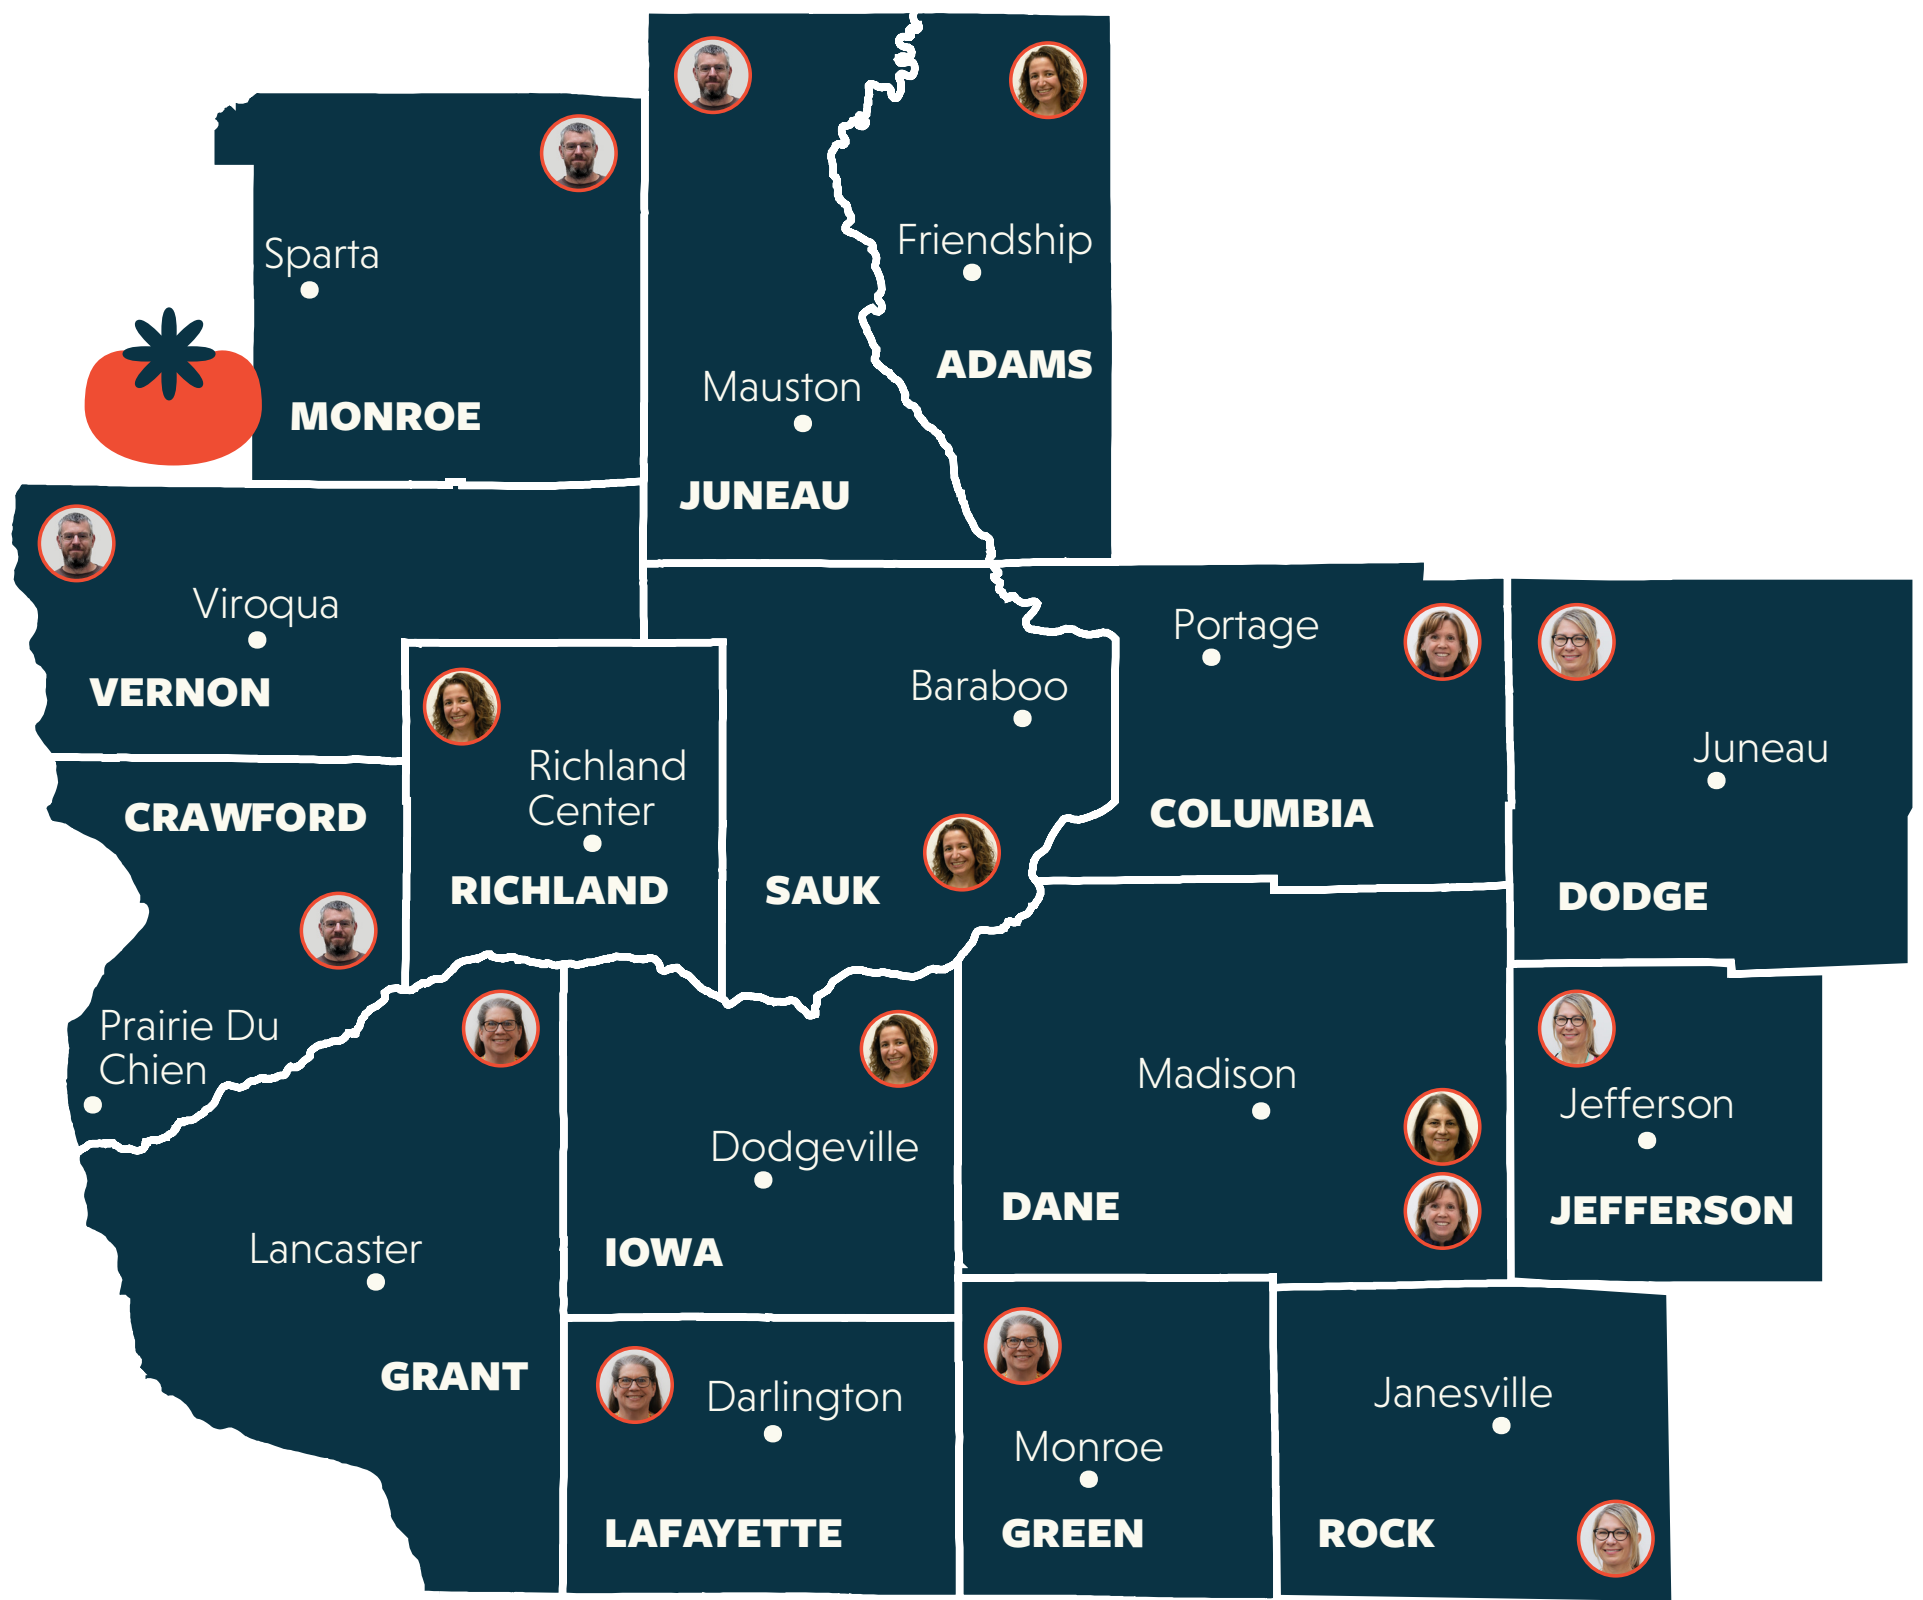 Sparta
MONROE
Mauston
JUNEAU
Friendship
ADAMS
Viroqua
VERNON
CRAWFORD
Prairie Du
Chien
Richland
Center
RICHLAND
Baraboo
SAUK
Portage
COLUMBIA
Juneau
DODGE
Lancaster
GRANT
Dodgeville
IOWA
Madison
DANE
Jefferson
JEFFERSON
Darlington
LAFAYETTE
Monroe
GREEN
Janesville
ROCK